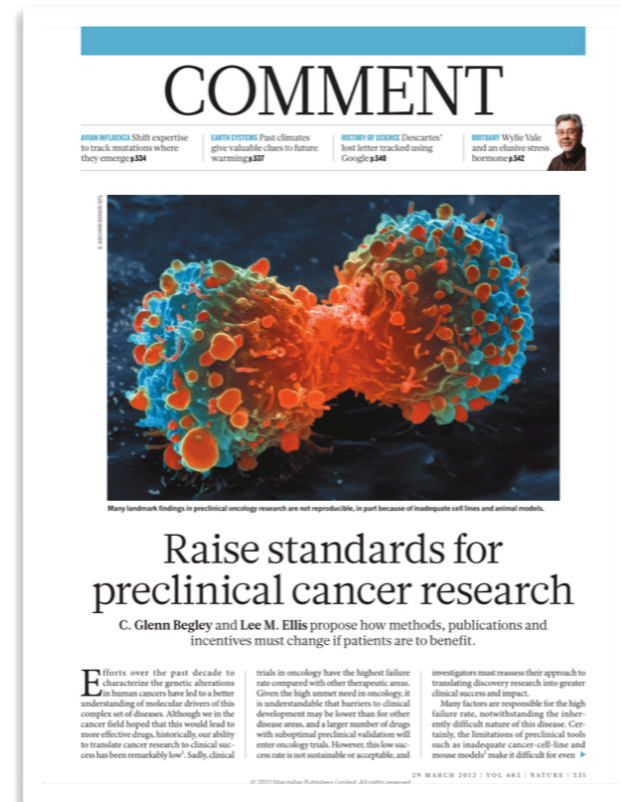 COMMENT
AVIAN INFLUENZA Shift expertise
to track mutations where
they emerge p.534
EARTH SYSTEMS Past climates
give valuable clues to future
warming p.537
HISTORY OF SCIENCE Descartes’
lost letter tracked using
Google p.540
OBITUARY Wylie Vale
and an elusive stress
hormone p.542
Many landmark findings in preclinical oncology research are not reproducible, in part because of inadequate cell lines and animal models.
Raise standards for
preclinical cancer research
C. Glenn Begley and Lee M. Ellis propose how methods, publications and
incentives must change if patients are to benefit.
Efforts over the past decade to
characterize the genetic alterations
in human cancers have led to a better
understanding of molecular drivers of this
complex set of diseases. Although we in the
cancer field hoped that this would lead to
more effective drugs, historically, our ability
to translate cancer research to clinical suc-
cess has been remarkably low¹. Sadly, clinical
trials in oncology have the highest failure
rate compared with other therapeutic areas.
Given the high unmet need in oncology, it
is understandable that barriers to clinical
development may be lower than for other
disease areas, and a larger number of drugs
with suboptimal preclinical validation will
enter oncology trials. However, this low suc-
cess rate is not sustainable or acceptable, and
investigators must reassess their approach to
translating discovery research into greater
clinical success and impact.
Many factors are responsible for the high
failure rate, notwithstanding the inher-
ently difficult nature of this disease. Cer-
tainly, the limitations of preclinical tools
such as inadequate cancer-cell-line and
mouse models² make it difficult for even
29 MARCH 2012 | VOL 483 | NATURE | 531
© 2012 Macmillan Publishers Limited. All rights reserved